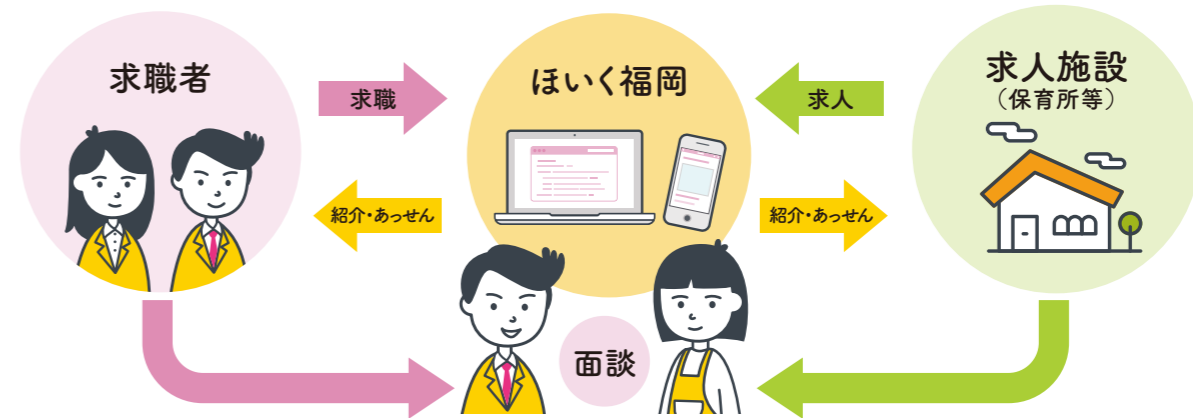 求職者
求職
ほいく福岡
求人
求人施設
（保育所等）
紹介・あっせん
紹介・あっせん
面談